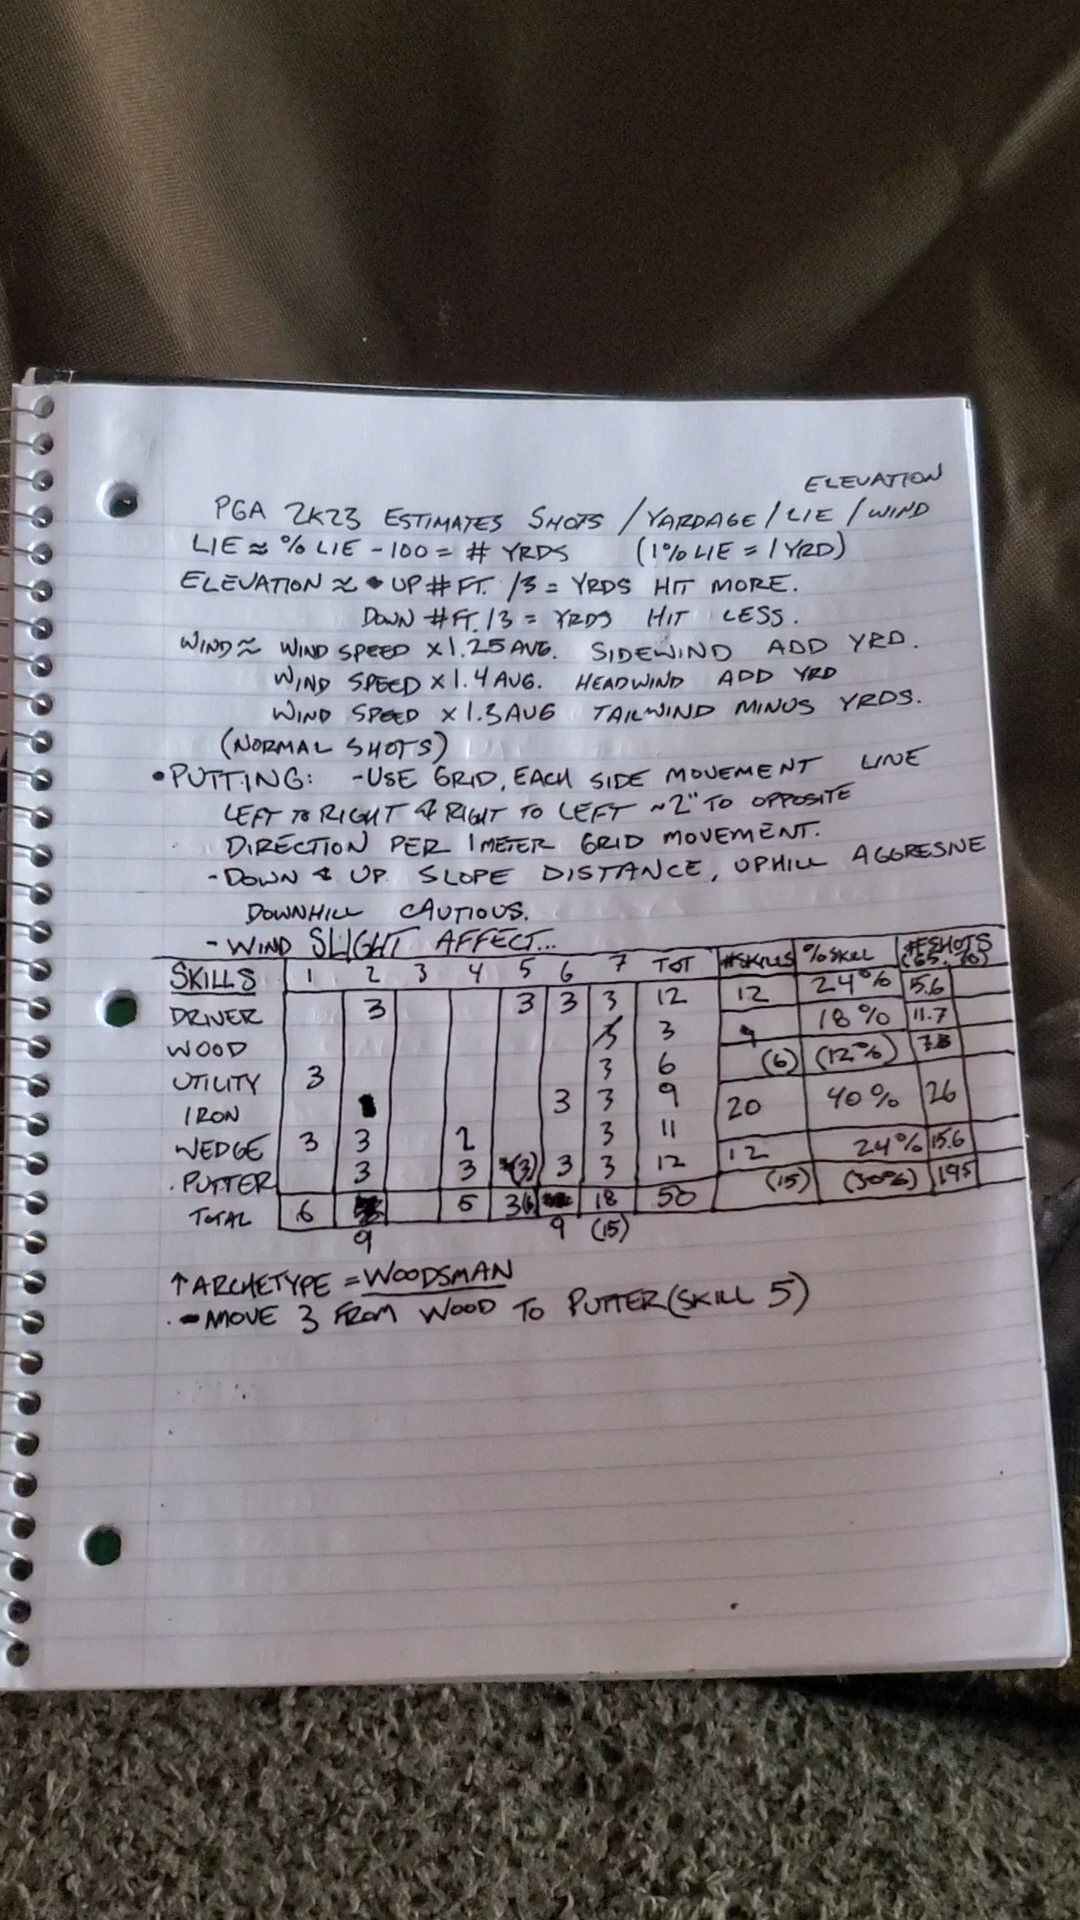 ELEVATION
PGA 2K23 ESTIMATES SHOTS / YARDAGE / LIE / WIND
LIE ≈ % LIE - 100 = # YRDS (1% LIE = 1 YRD)
ELEVATION ≈ UP # FT. /3 = YRDS HIT MORE.
DOWN # FT. /3 = YRDS HIT LESS.
WIND ≈ WIND SPEED X 1.25 AVG. SIDEWIND ADD YRD.
WIND SPEED X 1.4 AVG. HEADWIND ADD YRD
WIND SPEED X 1.3 AVG TAILWIND MINUS YRDS.
(NORMAL SHOTS)
• PUTTING: - USE GRID, EACH SIDE MOVEMENT LINE
LEFT TO RIGHT & RIGHT TO LEFT ~2" TO OPPOSITE
DIRECTION PER 1 METER GRID MOVEMENT.
- DOWN & UP SLOPE DISTANCE, UPHILL AGGRESIVE
DOWNHILL CAUTIOUS.
- WIND SLIGHT AFFECT...
SKILLS 1 2 3 4 5 6 7 TOT #SKILLS % SKILL # SHOTS (65.70)
DRIVER 3 3 3 3 12 12 24% 5.6
WOOD 3 9 18% 11.7
UTILITY 3 3 6 (6) (12%) 7.8
IRON 3 3 9 20 40% 26
WEDGE 3 3 2 3 11 12 24% 15.6
PUTTER 3 3 (3) 3 3 12 (15) (30%) 195
TOTAL 6 5 3 18 50
9 9 (15)
↑ ARCHETYPE = WOODSMAN
- MOVE 3 FROM WOOD TO PUTTER (SKILL 5)